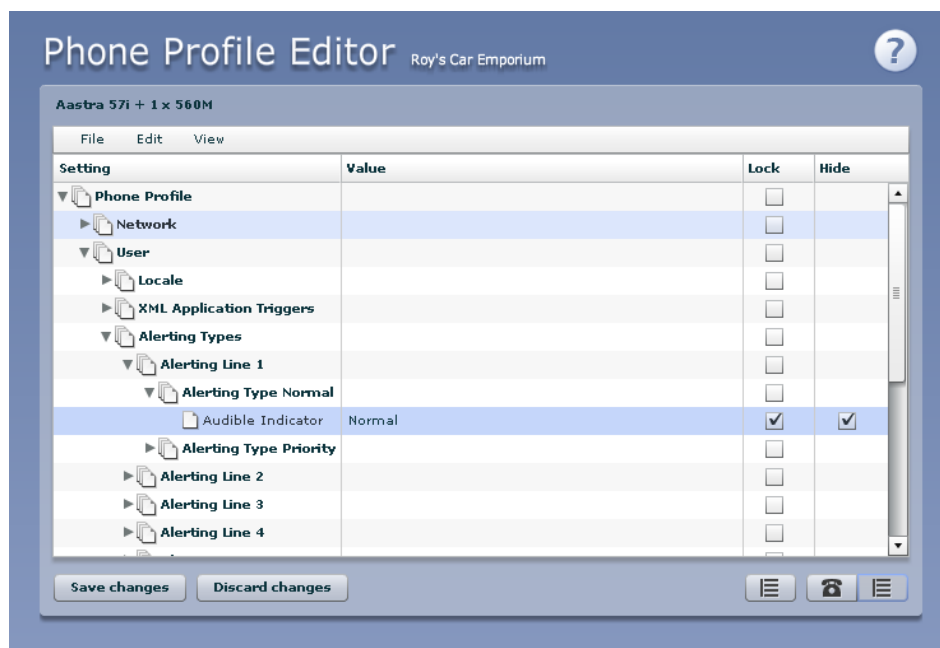 Phone Profile Editor Roy's Car Emporium ?
Aastra 57i + 1 x 560M
File Edit View
Setting Value Lock Hide
Phone Profile
Network
User
Locale
XML Application Triggers
Alerting Types
Alerting Line 1
Alerting Type Normal
Audible Indicator Normal
Alerting Type Priority
Alerting Line 2
Alerting Line 3
Alerting Line 4
Save changes Discard changes